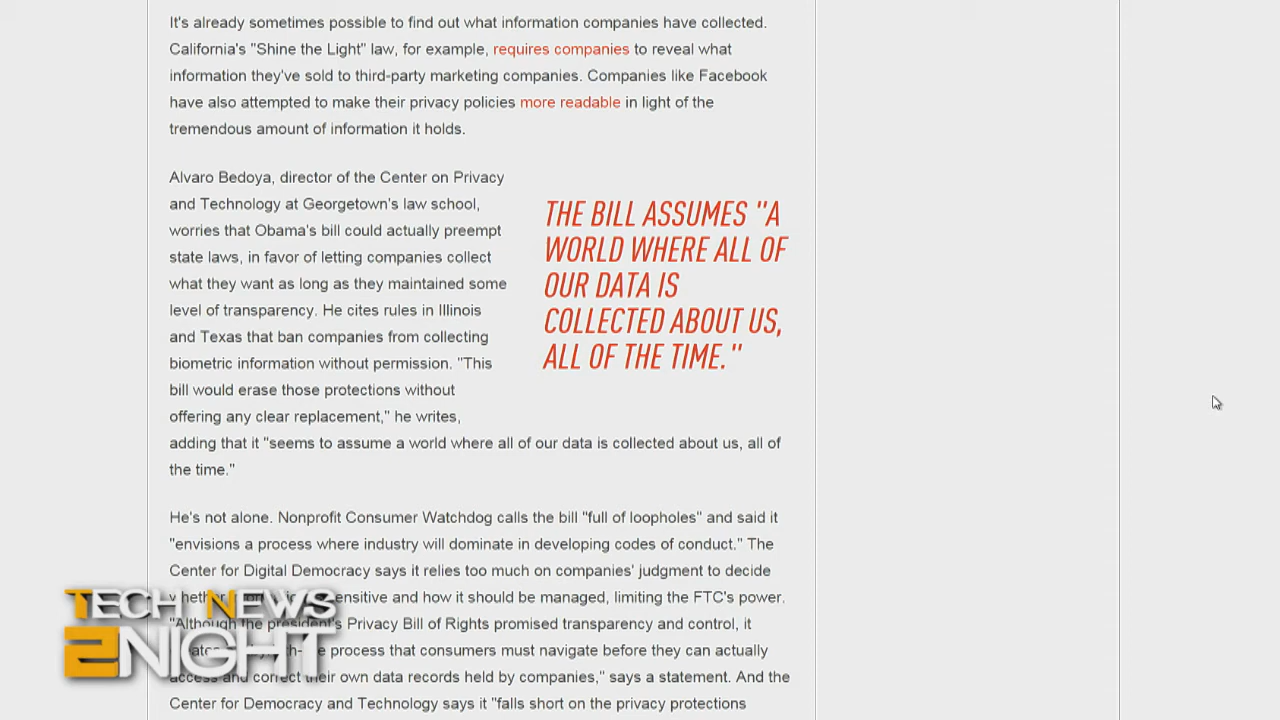 It's already sometimes possible to find out what information companies have collected.
California's "Shine the Light" law, for example, requires companies to reveal what
information they've sold to third-party marketing companies. Companies like Facebook
have also attempted to make their privacy policies more readable in light of the
tremendous amount of information it holds.
Alvaro Bedoya, director of the Center on Privacy
and Technology at Georgetown's law school,
worries that Obama's bill could actually preempt
state laws, in favor of letting companies collect
what they want as long as they maintained some
level of transparency. He cites rules in Illinois
and Texas that ban companies from collecting
biometric information without permission. "This
bill would erase those protections without
offering any clear replacement," he writes,
adding that it "seems to assume a world where all of our data is collected about us, all of
the time."
THE BILL ASSUMES "A
WORLD WHERE ALL OF
OUR DATA IS
COLLECTED ABOUT US,
ALL OF THE TIME."
He's not alone. Nonprofit Consumer Watchdog calls the bill "full of loopholes" and said it
"envisions a process where industry will dominate in developing codes of conduct." The
Center for Digital Democracy says it relies too much on companies' judgment to decide
whether sensitive and how it should be managed, limiting the FTC's power.
"Although the president's Privacy Bill of Rights promised transparency and control, it
process that consumers must navigate before they can actually
access and correct their own data records held by companies," says a statement. And the
Center for Democracy and Technology says it "falls short on the privacy protections
TECH NEWS
2NIGHT